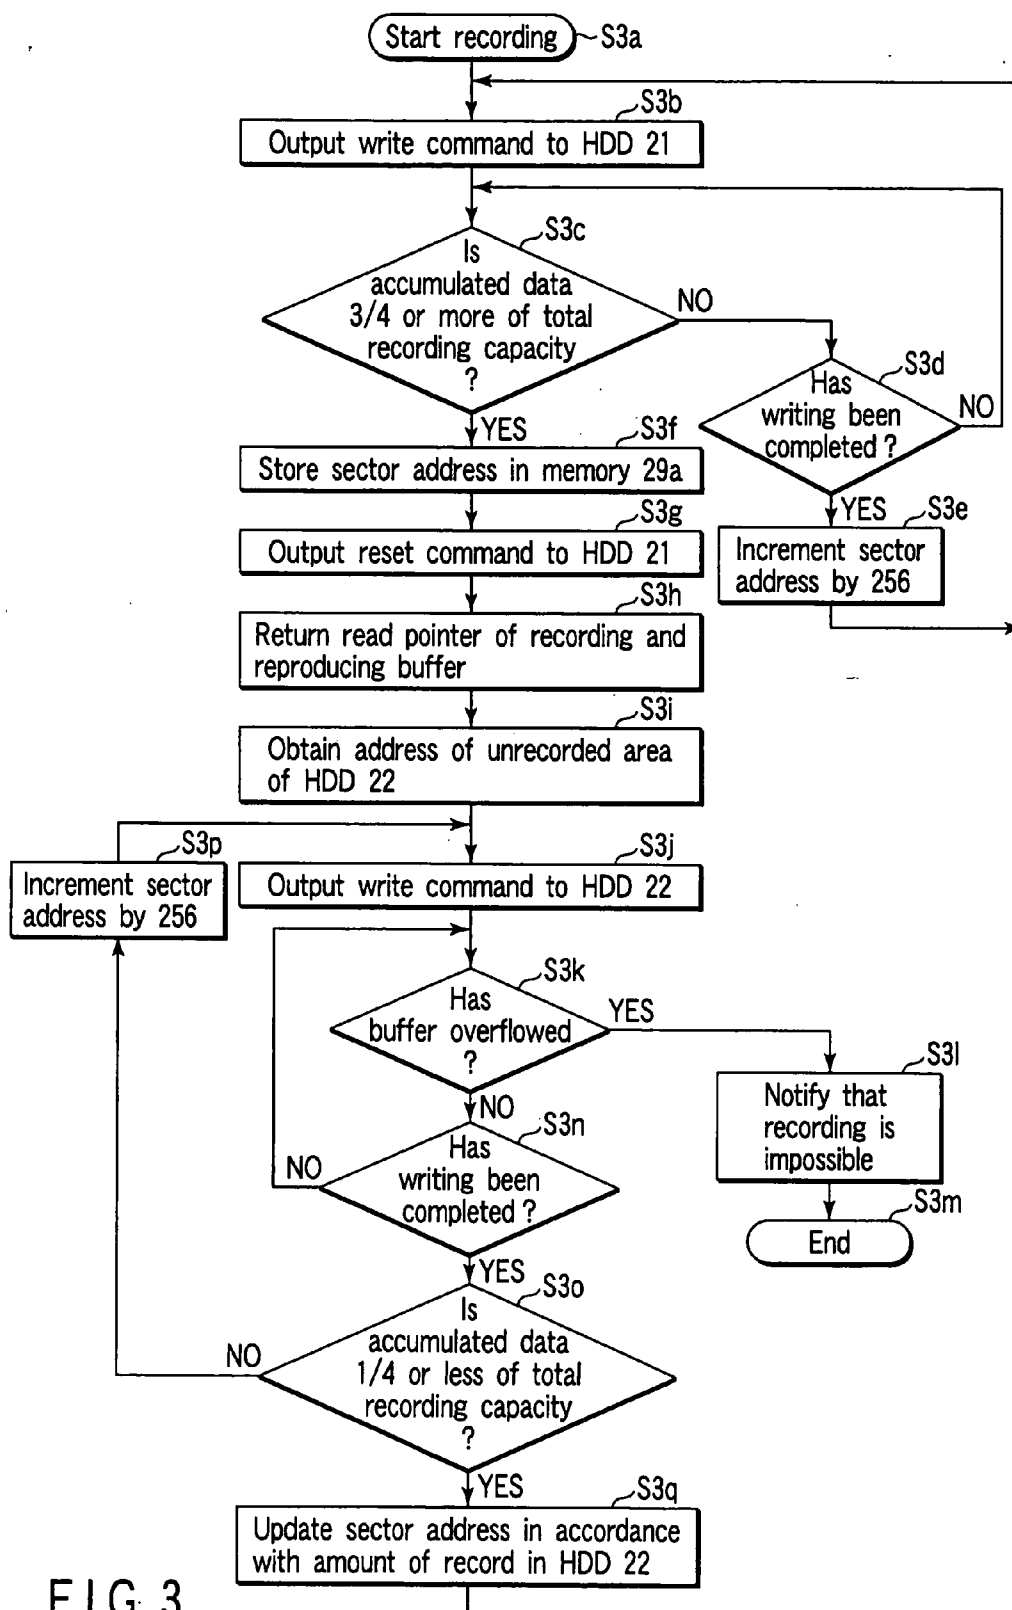 Start recording
S3a
S3b
Output write command to HDD 21
S3c
Is
accumulated data
3/4 or more of total
recording capacity
?
NO
S3d
Has
writing been
completed ?
NO
YES
S3e
Increment sector
address by 256
YES
S3f
Store sector address in memory 29a
S3g
Output reset command to HDD 21
S3h
Return read pointer of recording and
reproducing buffer
S3i
Obtain address of unrecorded area
of HDD 22
S3p
Increment sector
address by 256
S3j
Output write command to HDD 22
S3k
Has
buffer overflowed
?
YES
S3l
Notify that
recording is
impossible
S3m
End
NO
S3n
Has
writing been
completed ?
NO
YES
S3o
Is
accumulated data
1/4 or less of total
recording capacity
?
NO
YES
S3q
Update sector address in accordance
with amount of record in HDD 22
FIG. 3